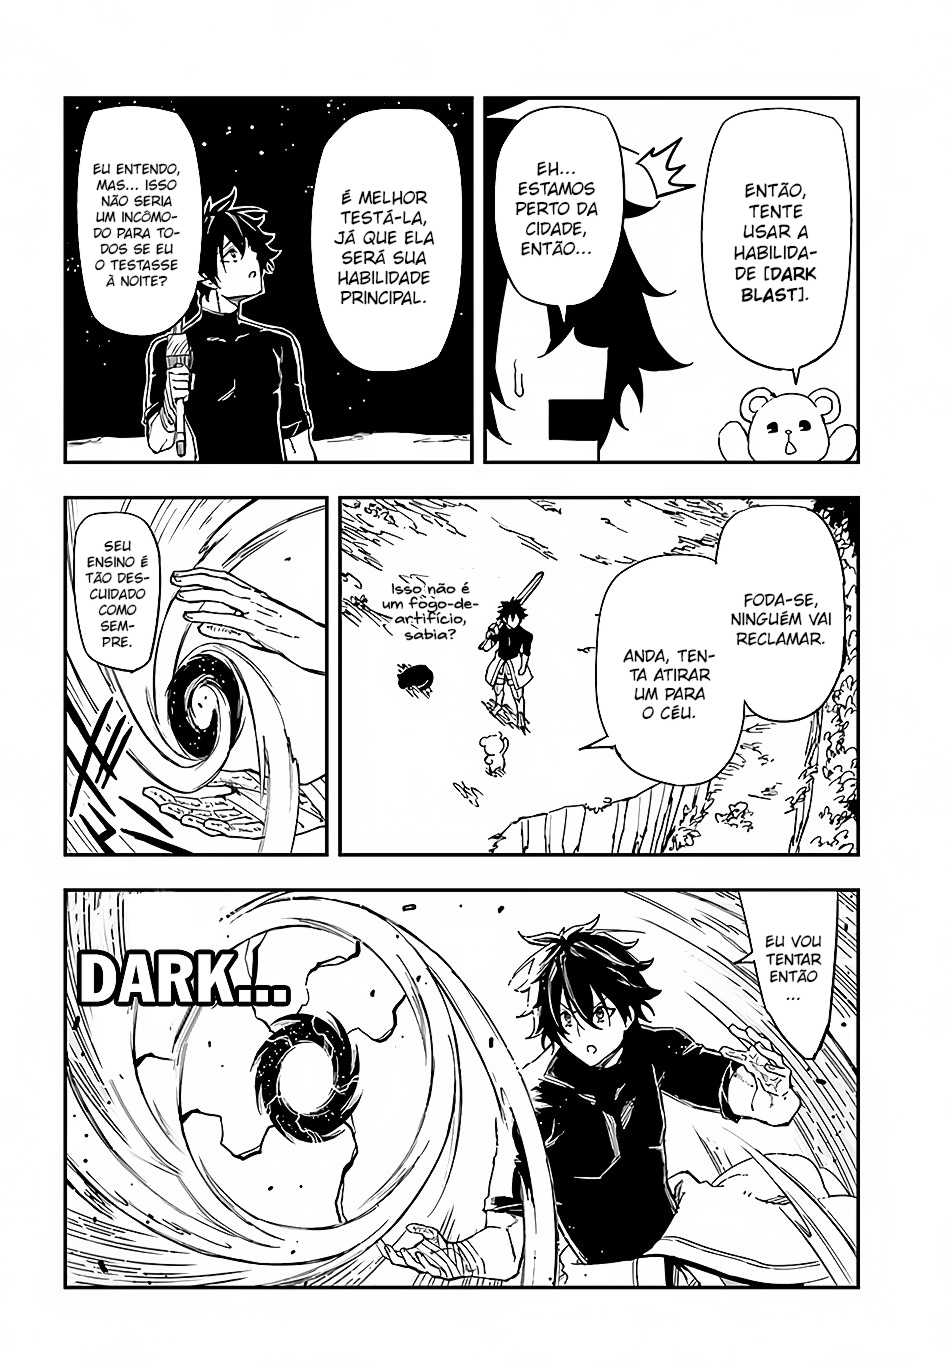 ENTÃO,
TENTE
USAR A
HABILIDA-
DE [DARK
BLAST].
EH...
ESTAMOS
PERTO DA
CIDADE,
ENTÃO...
É MELHOR
TESTÁ-LA,
JÁ QUE ELA
SERÁ SUA
HABILIDADE
PRINCIPAL.
EU ENTENDO,
MAS... ISSO
NÃO SERIA
UM INCÔMO-
DO PARA TO-
DOS SE EU
O TESTASSE
À NOITE?
FODA-SE,
NINGUÉM VAI
RECLAMAR.
ANDA, TEN-
TA ATIRAR
UM PARA
O CÉU.
Isso não é
um fogo-de-
artifício,
sabia?
SEU
ENSINO É
TÃO DES-
CUIDADO
COMO
SEM-
PRE.
EU VOU
TENTAR
ENTÃO
...
DARK...